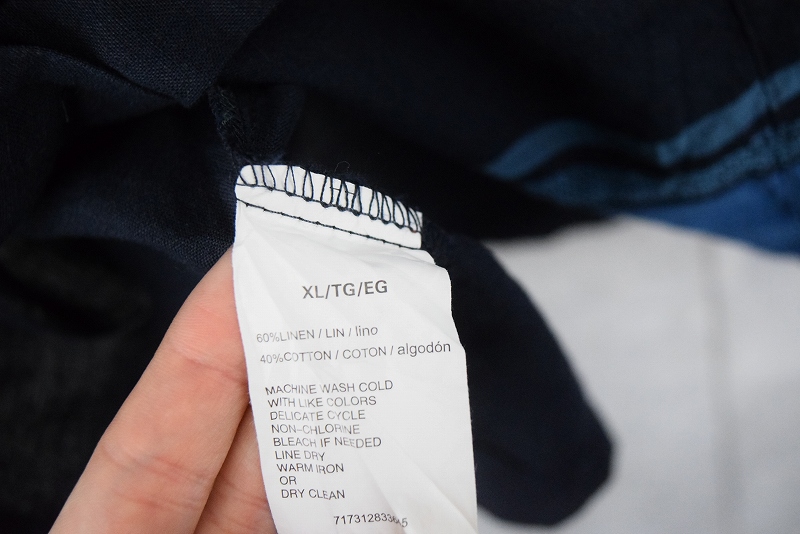 XL/TG/EG
60%LINEN / LIN / lino
40%COTTON / COTON / algodón
MACHINE WASH COLD
WITH LIKE COLORS
DELICATE CYCLE
NON-CHLORINE
BLEACH IF NEEDED
LINE DRY
WARM IRON
OR
DRY CLEAN